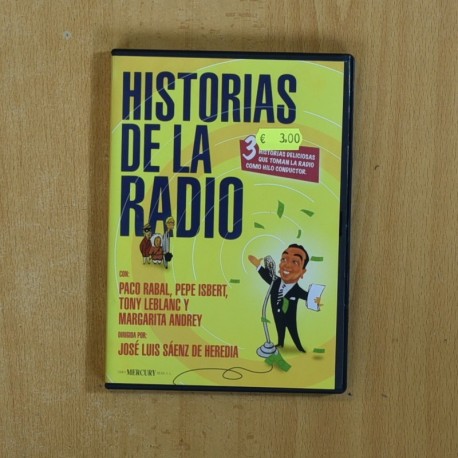 HISTORIAS
DE LA
RADIO
€ 3,00
3 HISTORIAS DELICIOSAS
QUE TOMAN LA RADIO
COMO HILO CONDUCTOR.
CON:
PACO RABAL, PEPE ISBERT,
TONY LEBLANC Y
MARGARITA ANDREY
DIRIGIDA POR:
JOSÉ LUIS SÁENZ DE HEREDIA
MERCURY